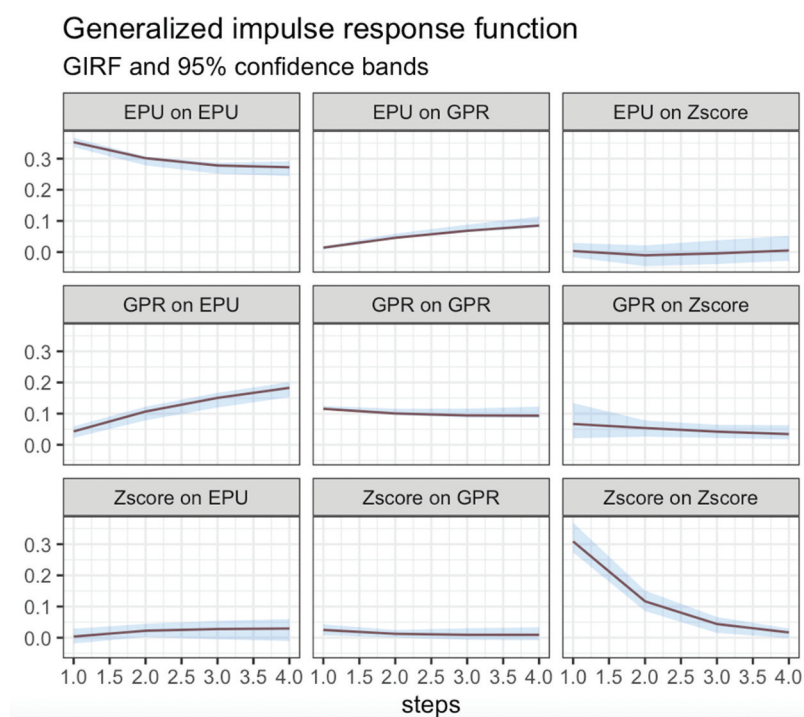 Generalized impulse response function
GIRF and 95% confidence bands
EPU on EPU
EPU on GPR
EPU on Zscore
0.3
0.2
0.1
0.0
GPR on EPU
GPR on GPR
GPR on Zscore
0.3
0.2
0.1
0.0
Zscore on EPU
Zscore on GPR
Zscore on Zscore
0.3
0.2
0.1
0.0
1.0 1.5 2.0 2.5 3.0 3.5 4.0 1.0 1.5 2.0 2.5 3.0 3.5 4.0 1.0 1.5 2.0 2.5 3.0 3.5 4.0
steps